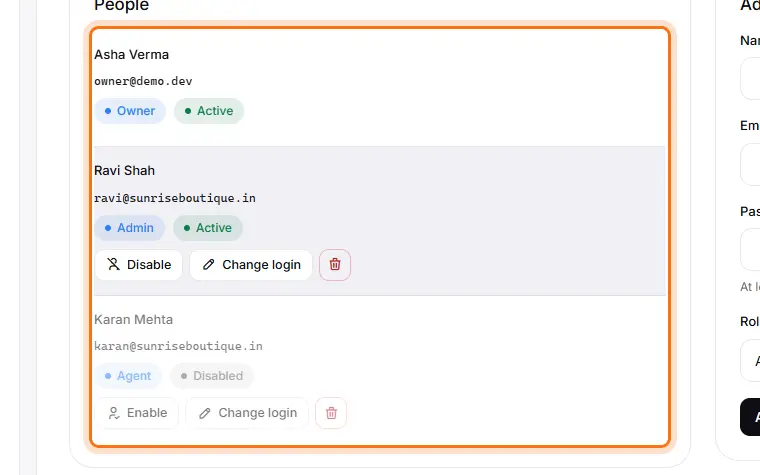 People
Asha Verma
owner@demo.dev
Owner Active
Ravi Shah
ravi@sunriseboutique.in
Admin Active
Disable Change login
Karan Mehta
karan@sunriseboutique.in
Agent Disabled
Enable Change login